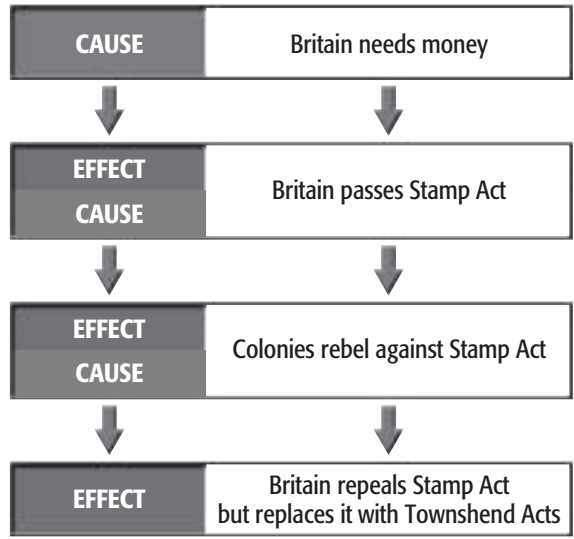 CAUSE
Britain needs money
EFFECT
CAUSE
Britain passes Stamp Act
EFFECT
CAUSE
Colonies rebel against Stamp Act
EFFECT
Britain repeals Stamp Act
but replaces it with Townshend Acts